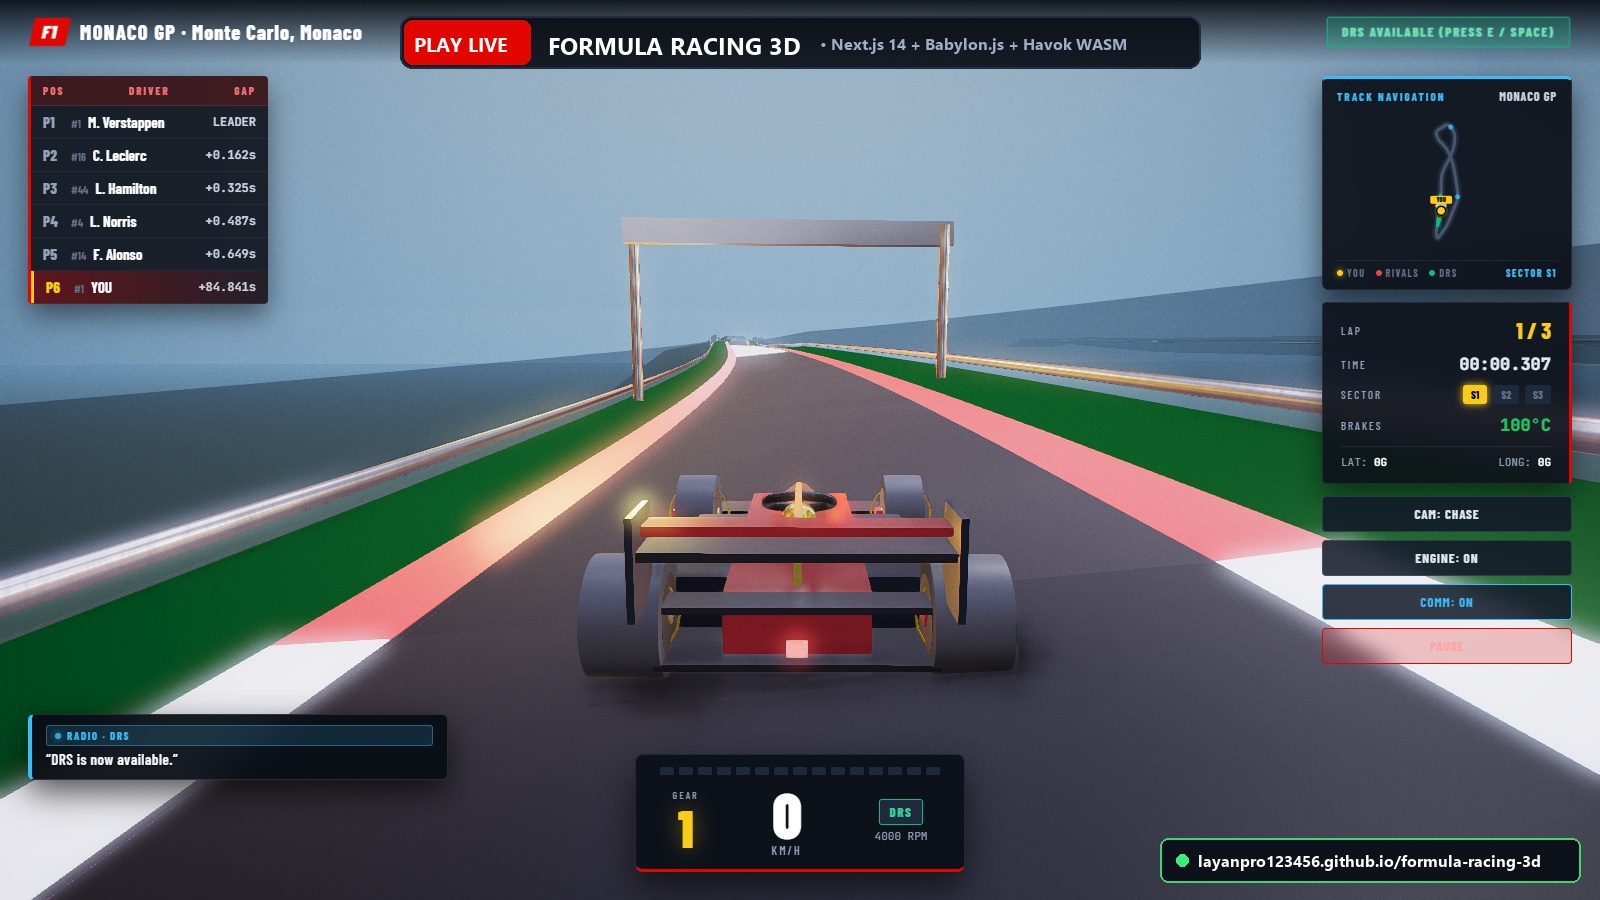 F1 MONACO GP · Monte Carlo, Monaco
PLAY LIVE FORMULA RACING 3D • Next.js 14 + Babylon.js + Havok WASM
DRS AVAILABLE (PRESS E / SPACE)
POS DRIVER GAP
P1 #1 M. Verstappen LEADER
P2 #16 C. Leclerc +0.162s
P3 #44 L. Hamilton +0.325s
P4 #4 L. Norris +0.487s
P5 #14 F. Alonso +0.649s
P6 #1 YOU +84.841s
TRACK NAVIGATION MONACO GP
YOU
YOU RIVALS DRS SECTOR S1
LAP 1/3
TIME 00:00.307
SECTOR S1 S2 S3
BRAKES 100°C
LAT: 0G LONG: 0G
CAM: CHASE
ENGINE: ON
COMM: ON
PAUSE
RADIO · DRS
"DRS is now available."
GEAR
1
0
KM/H
DRS
4000 RPM
layanpro123456.github.io/formula-racing-3d